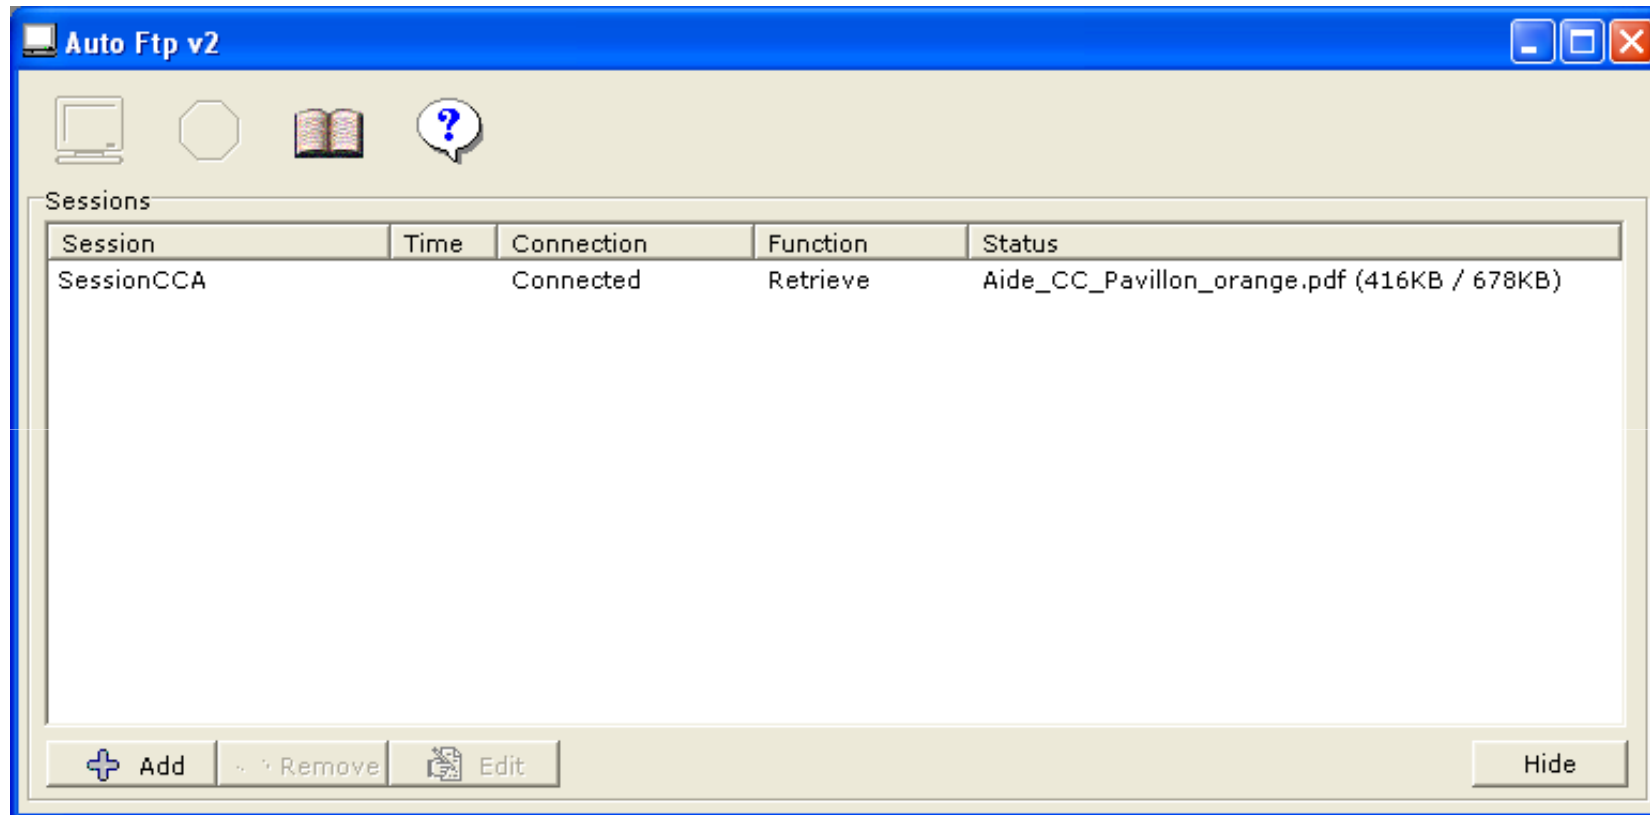 Auto Ftp v2
?
Sessions
Session Time Connection Function Status
SessionCCA Connected Retrieve Aide_CC_Pavillon_orange.pdf (416KB / 678KB)
Add Remove Edit Hide